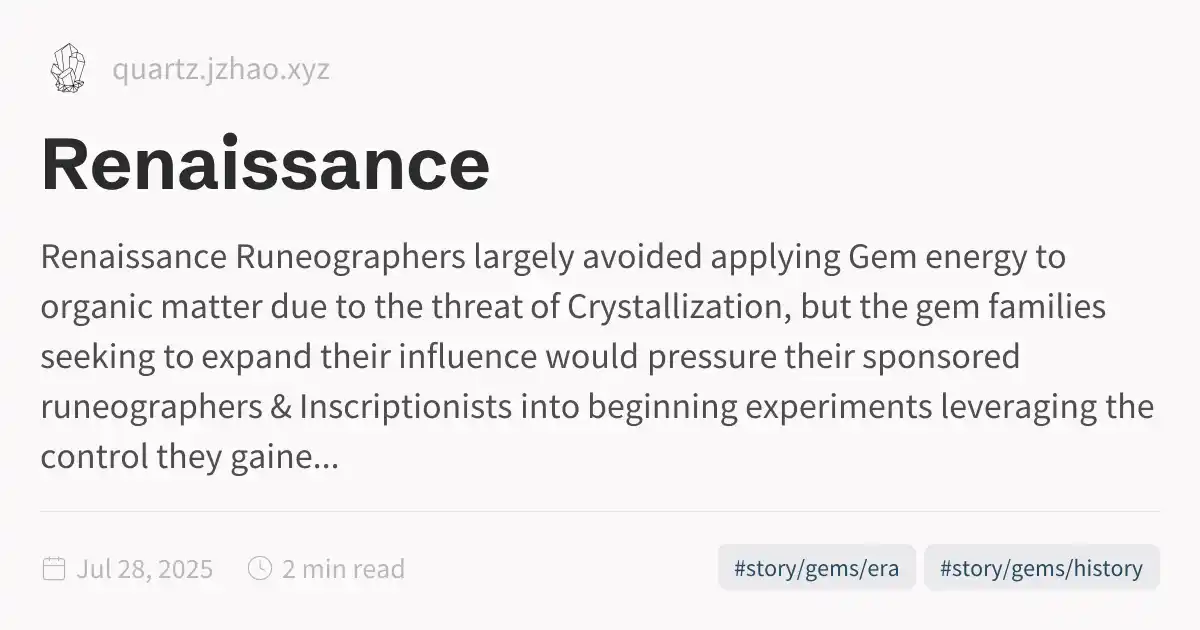 quartz.jzhao.xyz
Renaissance
Renaissance Runeographers largely avoided applying Gem energy to
organic matter due to the threat of Crystallization, but the gem families
seeking to expand their influence would pressure their sponsored
runeographers & Inscriptionists into beginning experiments leveraging the
control they gaine...
Jul 28, 2025 2 min read #story/gems/era #story/gems/history